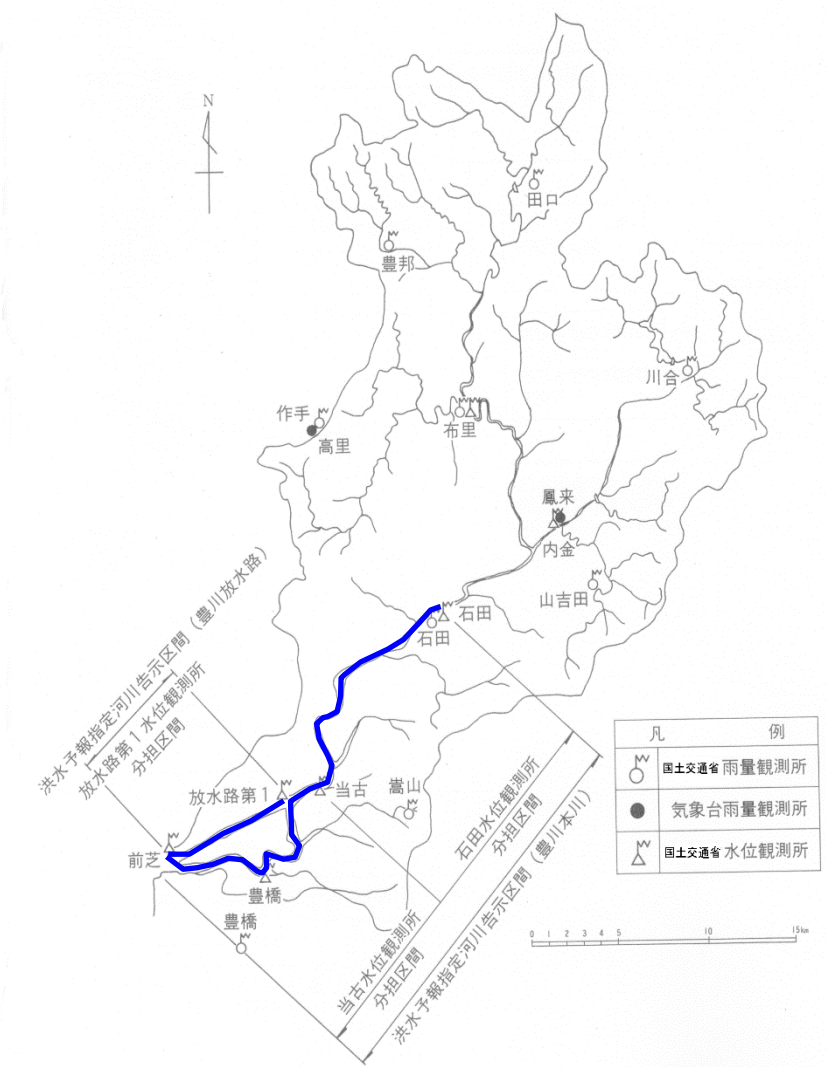 N
田口
豊邦
川合
作手
高里
布里
鳳来
内金
山吉田
石田
石田
洪水予報指定河川告示区間(豊川放水路)
放水路第1水位観測所
分担区間
放水路第1
当古
嵩山
前芝
豊橋
豊橋
石田水位観測所
分担区間
当古水位観測所
分担区間
洪水予報指定河川告示区間(豊川本川)
凡 例
国土交通省 雨量観測所
気象台雨量観測所
国土交通省 水位観測所
0 1 2 3 4 5 10 15km